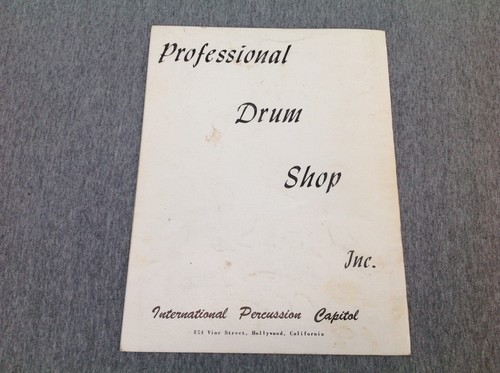 Professional
Drum
Shop
Inc.
International Percussion Capitol
854 Vine Street, Hollywood, California